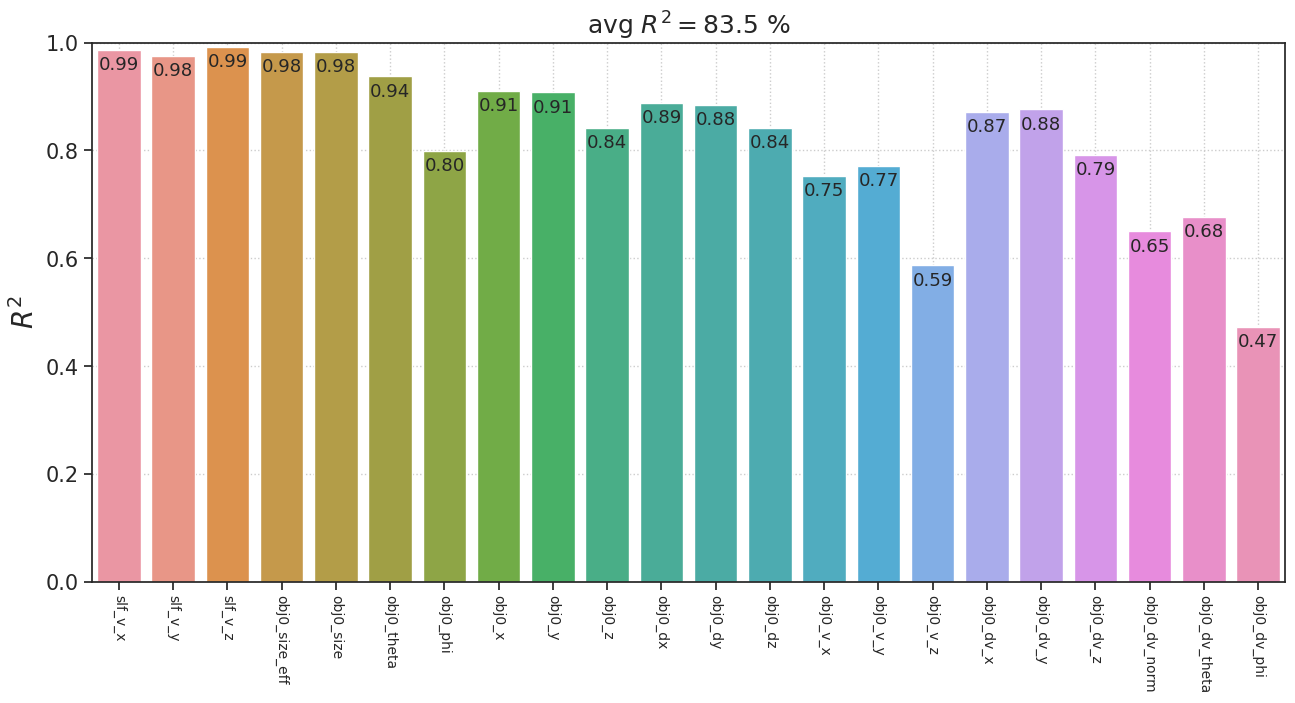 avg R² = 83.5 %
R²
1.0
0.8
0.6
0.4
0.2
0.0
0.99
0.98
0.99
0.98
0.98
0.94
0.80
0.91
0.91
0.84
0.89
0.88
0.84
0.75
0.77
0.59
0.87
0.88
0.79
0.65
0.68
0.47
slf_v_x
slf_v_y
slf_v_z
obj0_size_eff
obj0_size
obj0_theta
obj0_phi
obj0_x
obj0_y
obj0_z
obj0_dx
obj0_dy
obj0_dz
obj0_v_x
obj0_v_y
obj0_v_z
obj0_dv_x
obj0_dv_y
obj0_dv_z
obj0_dv_norm
obj0_dv_theta
obj0_dv_phi